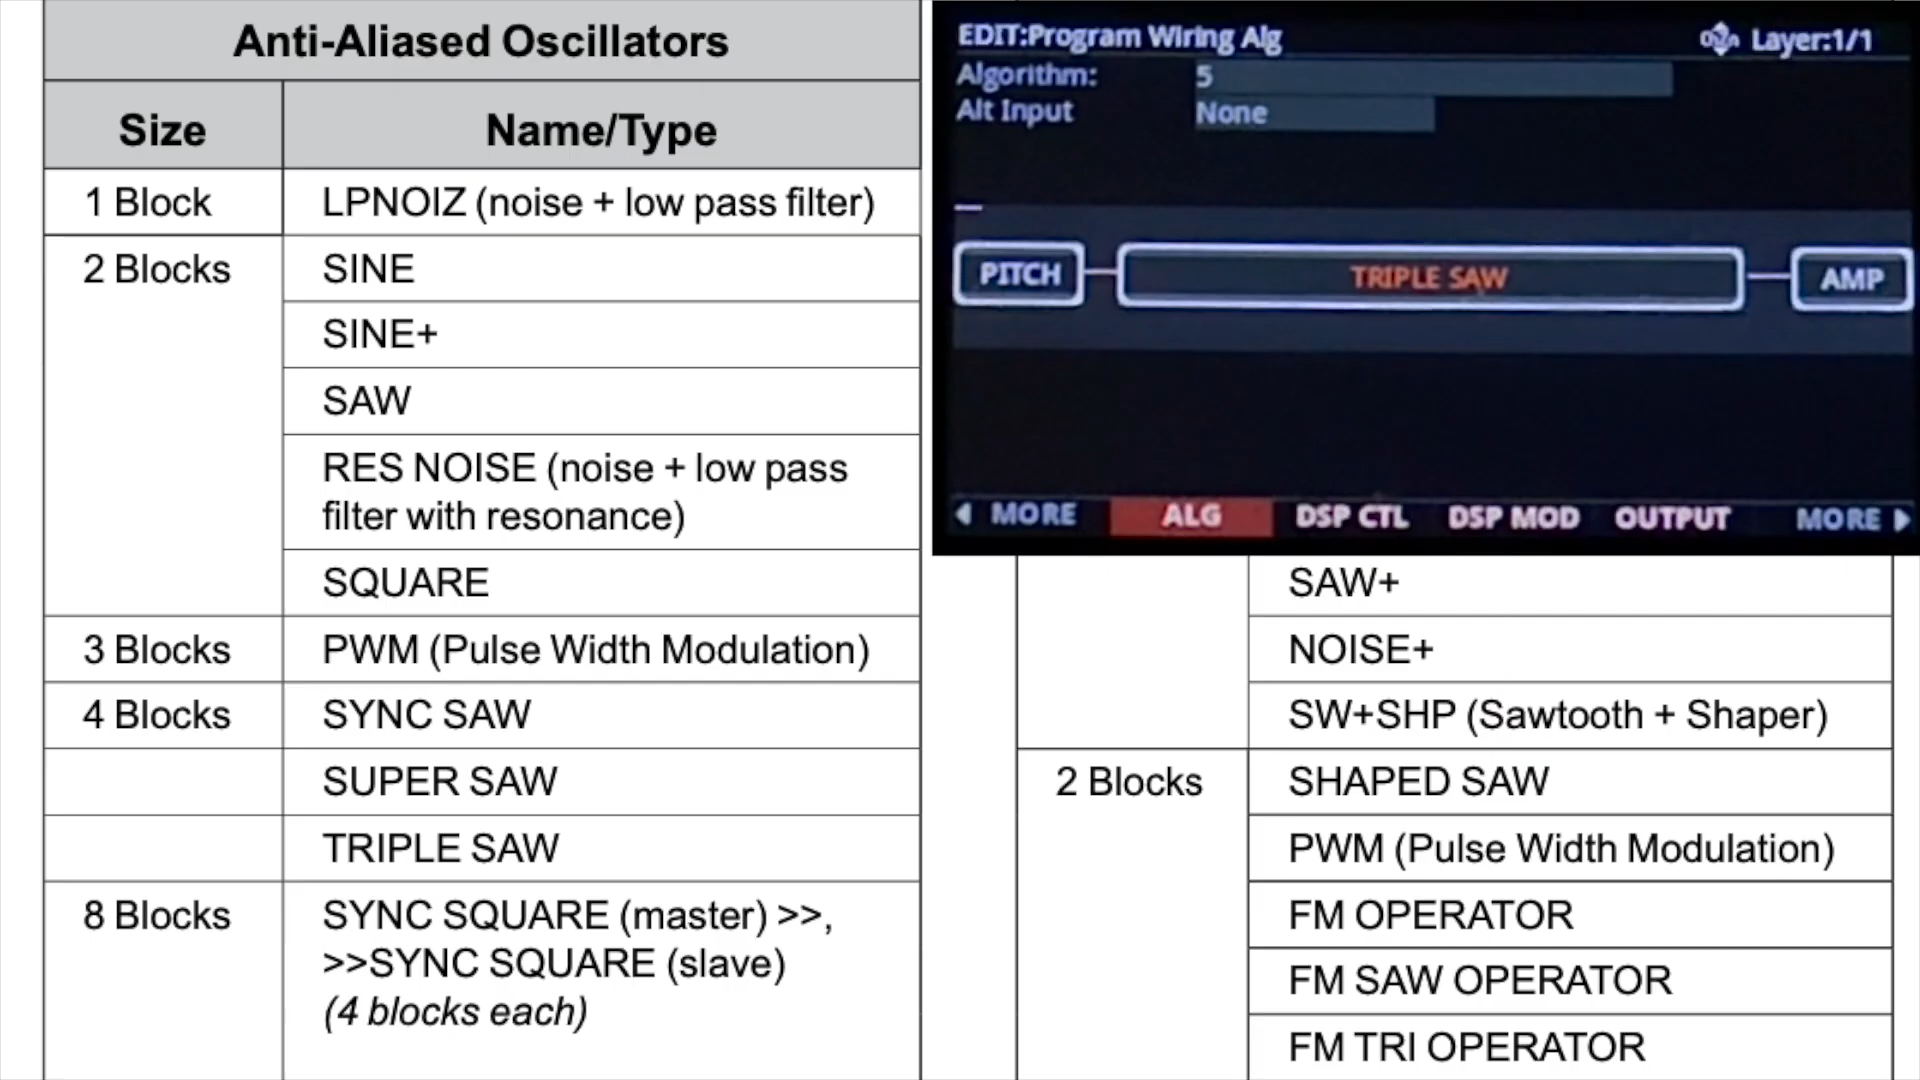 Anti-Aliased Oscillators
Size Name/Type
1 Block LPNOIZ (noise + low pass filter)
2 Blocks SINE
SINE+
SAW
RES NOISE (noise + low pass
filter with resonance)
SQUARE
3 Blocks PWM (Pulse Width Modulation)
4 Blocks SYNC SAW
SUPER SAW
TRIPLE SAW
8 Blocks SYNC SQUARE (master) >>,
>>SYNC SQUARE (slave)
(4 blocks each)
EDIT:Program Wiring Alg
Layer:1/1
Algorithm: 5
Alt Input None
PITCH TRIPLE SAW AMP
MORE ALG DSP CTL DSP MOD OUTPUT MORE
SAW+
NOISE+
SW+SHP (Sawtooth + Shaper)
2 Blocks SHAPED SAW
PWM (Pulse Width Modulation)
FM OPERATOR
FM SAW OPERATOR
FM TRI OPERATOR